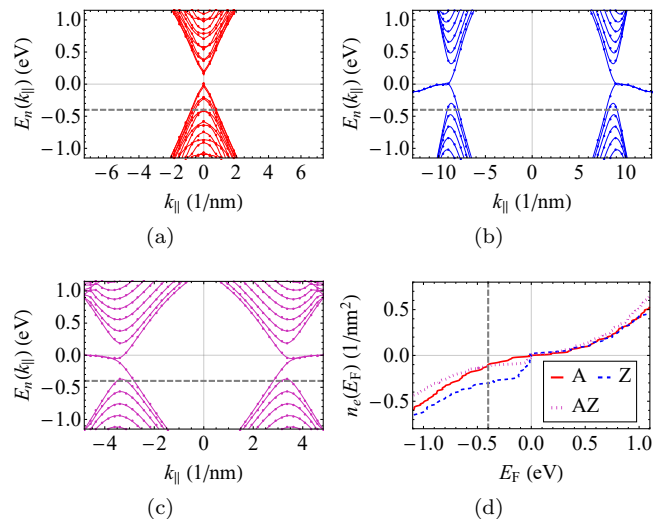 1.0
0.5
0.0
−0.5
−1.0
E_n(k_∥) (eV)
−6 −4 −2 0 2 4 6
k_∥ (1/nm)
(a)
1.0
0.5
0.0
−0.5
−1.0
E_n(k_∥) (eV)
−10 −5 0 5 10
k_∥ (1/nm)
(b)
1.0
0.5
0.0
−0.5
−1.0
E_n(k_∥) (eV)
−4 −2 0 2 4
k_∥ (1/nm)
(c)
0.5
0.0
−0.5
n_e(E_F) (1/nm²)
A Z
AZ
−1.0 −0.5 0.0 0.5 1.0
E_F (eV)
(d)